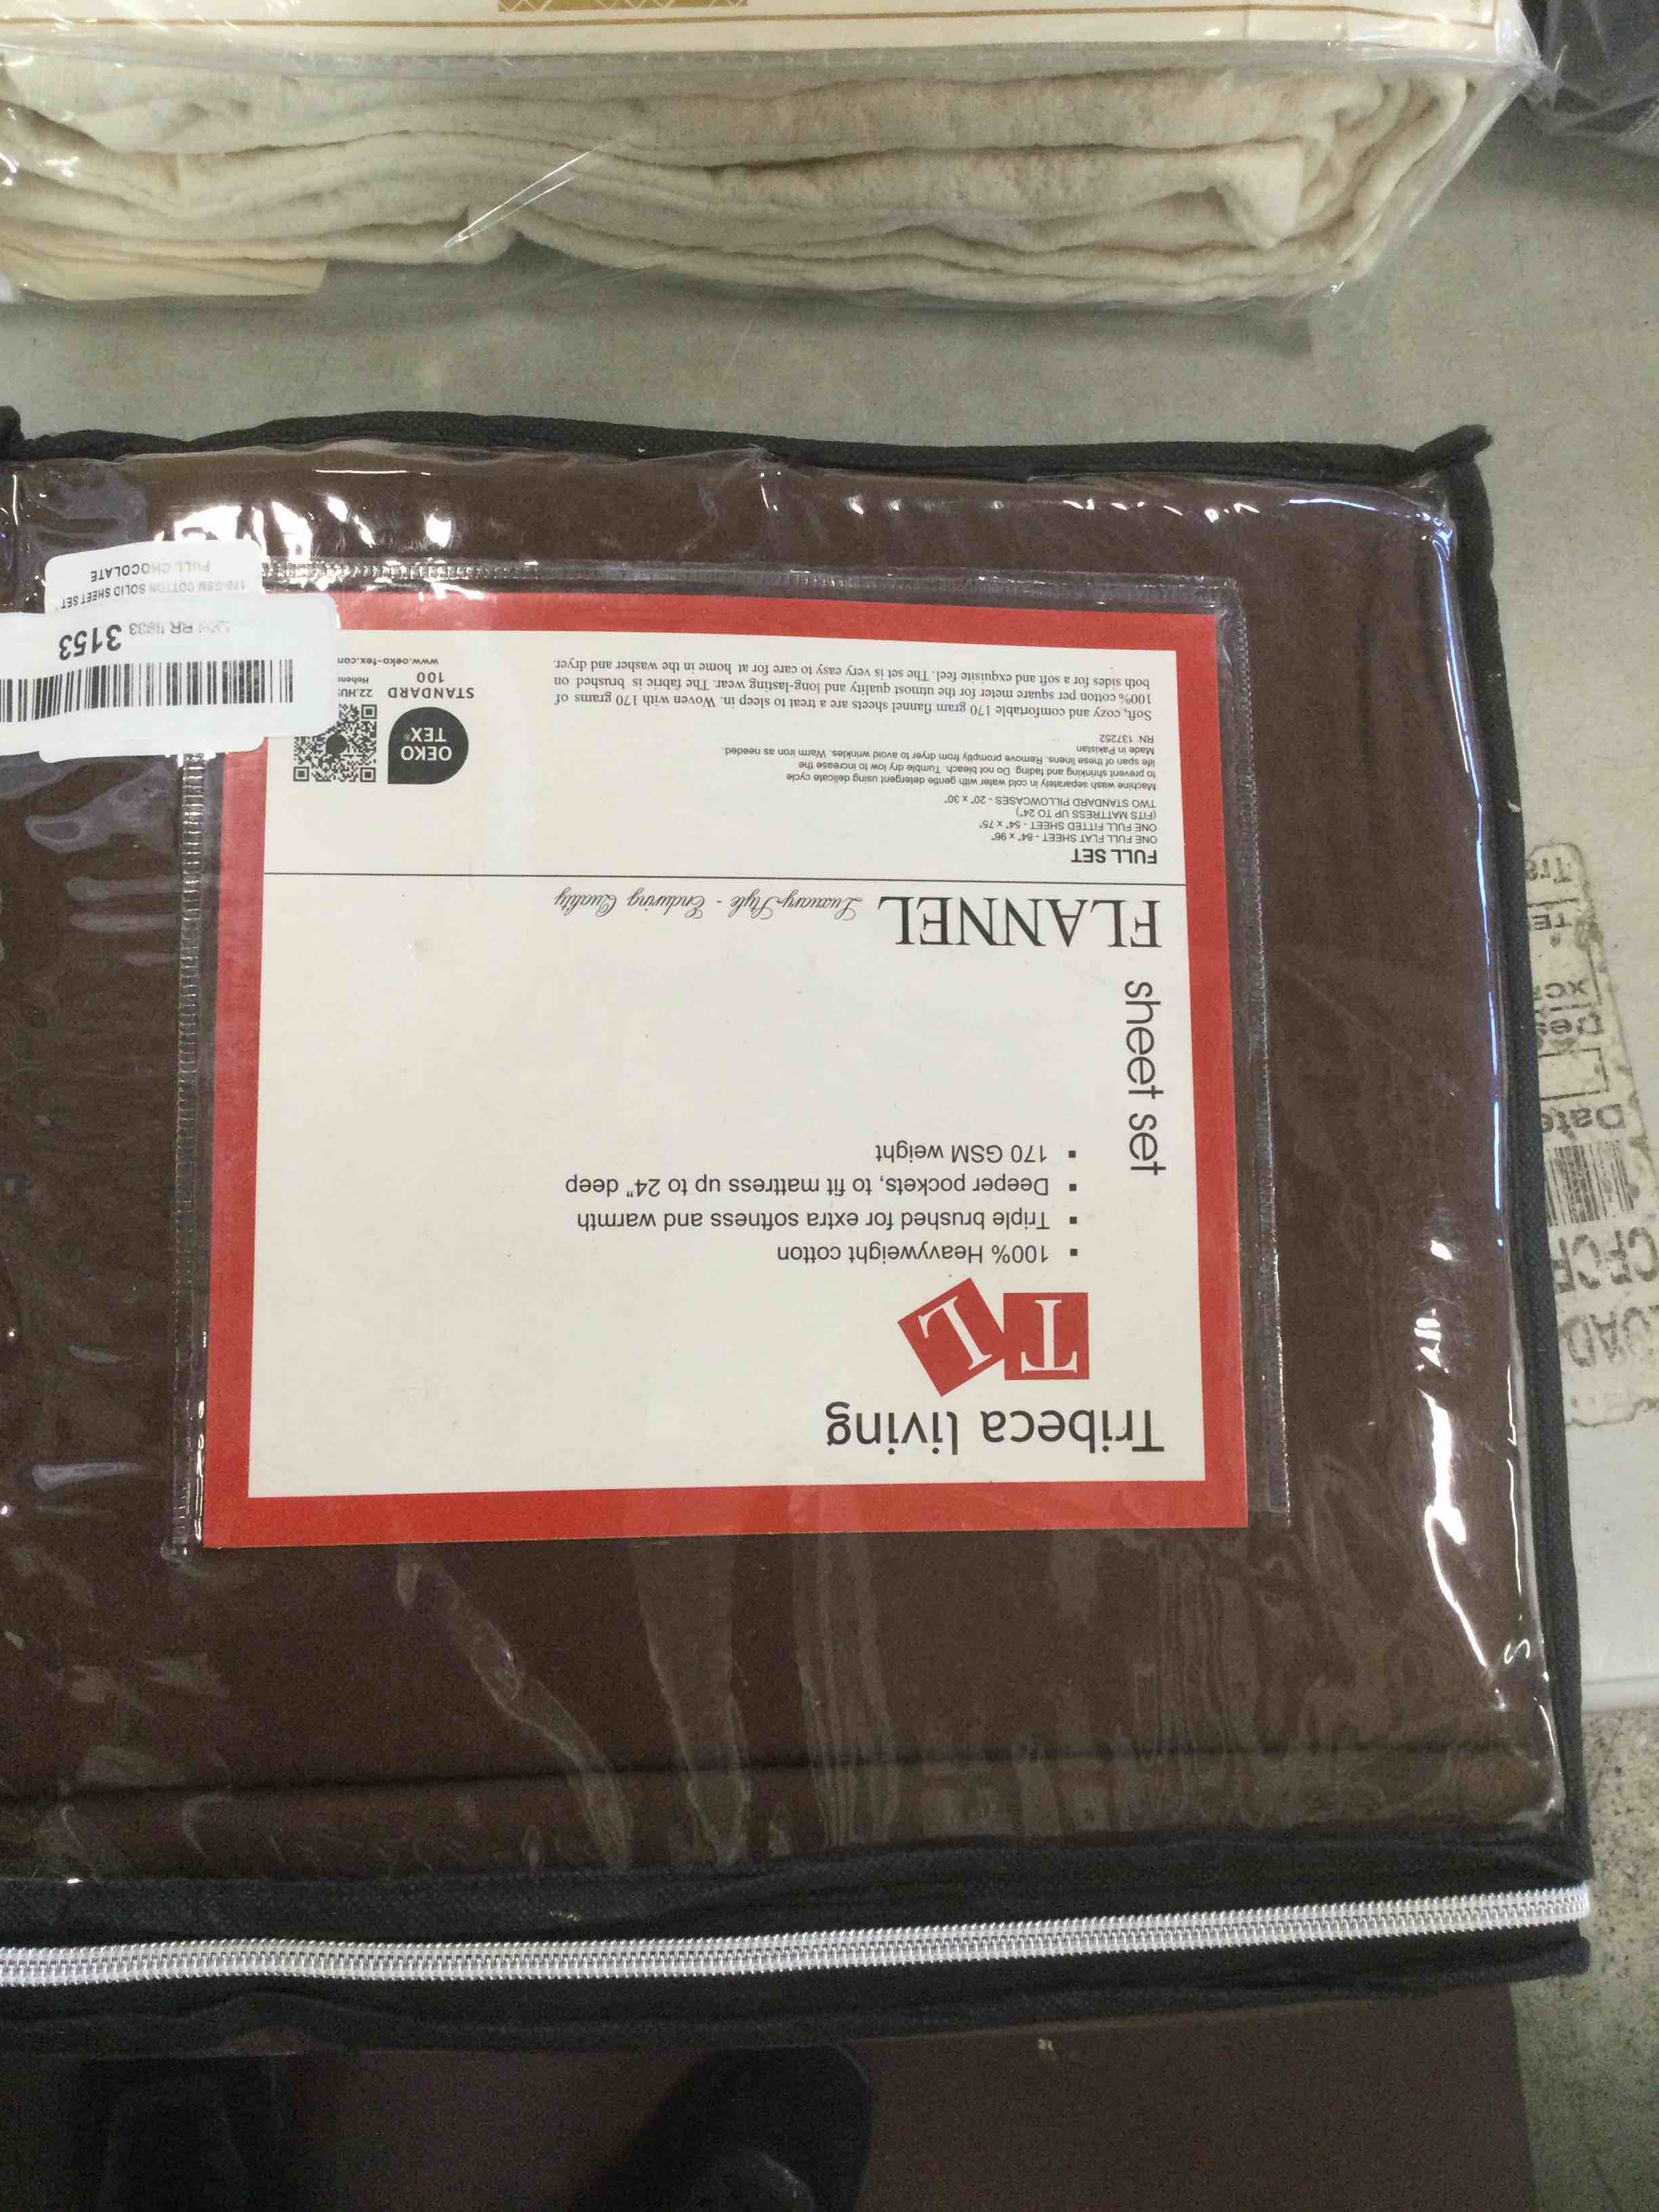 Tribeca living
TL
100% Heavyweight cotton
Triple brushed for extra softness and warmth
Deeper pockets, to fit mattress up to 24" deep
170 GSM weight
sheet set
FLANNEL Luxury-Style - Enduring Quality
FULL SET
ONE FULL FLAT SHEET - 84" x 96"
ONE FULL FITTED SHEET - 54" x 75"
(FITS MATTRESS UP TO 24")
TWO STANDARD PILLOWCASES - 20" x 30"
Machine wash separately in cold water with gentle detergent using delicate cycle
to prevent shrinking and fading. Do not bleach. Tumble dry low to increase the
life span of these linens. Remove promptly from dryer to avoid wrinkles. Warm iron as needed.
Made in Pakistan
RN: 137252
Soft, cozy and comfortable 170 gram flannel sheets are a treat to sleep in. Woven with 170 grams of
100% cotton per square meter for the utmost quality and long-lasting wear. The fabric is brushed on
both sides for a soft and exquisite feel. The set is very easy to care for at home in the washer and dryer.
OEKO
TEX®
STANDARD
100
22.HU
Hohens
www.oeko-tex.com
3153
170-GSM COTTON SOLID SHEET SET
FULL CHOCOLATE
Date